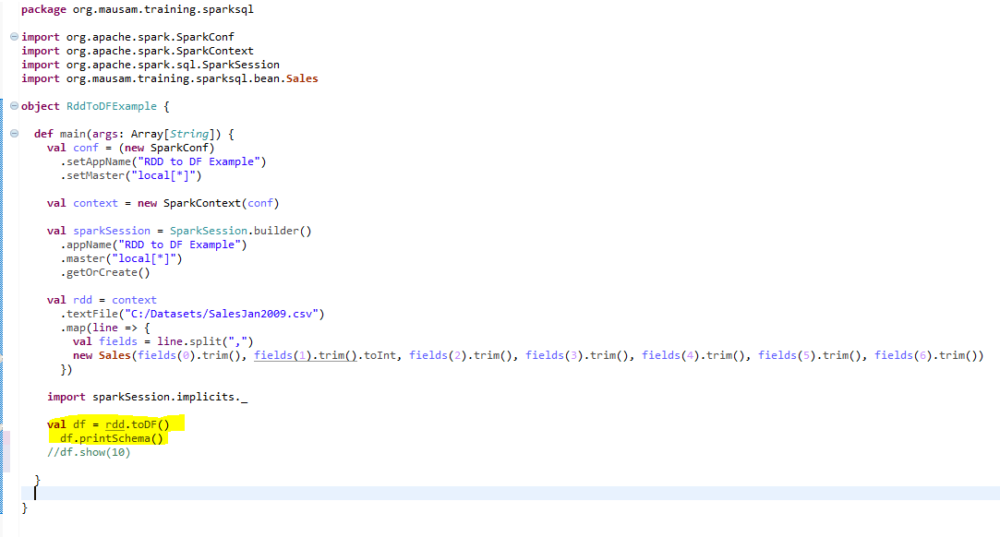 package org.mausam.training.sparksql
import org.apache.spark.SparkConf
import org.apache.spark.SparkContext
import org.apache.spark.sql.SparkSession
import org.mausam.training.sparksql.bean.Sales
object RddToDFExample {
def main(args: Array[String]) {
val conf = (new SparkConf)
.setAppName("RDD to DF Example")
.setMaster("local[*]")
val context = new SparkContext(conf)
val sparkSession = SparkSession.builder()
.appName("RDD to DF Example")
.master("local[*]")
.getOrCreate()
val rdd = context
.textFile("C:/Datasets/SalesJan2009.csv")
.map(line => {
val fields = line.split(",")
new Sales(fields(0).trim(), fields(1).trim().toInt, fields(2).trim(), fields(3).trim(), fields(4).trim(), fields(5).trim(), fields(6).trim())
})
import sparkSession.implicits._
val df = rdd.toDF()
df.printSchema()
//df.show(10)
}
}